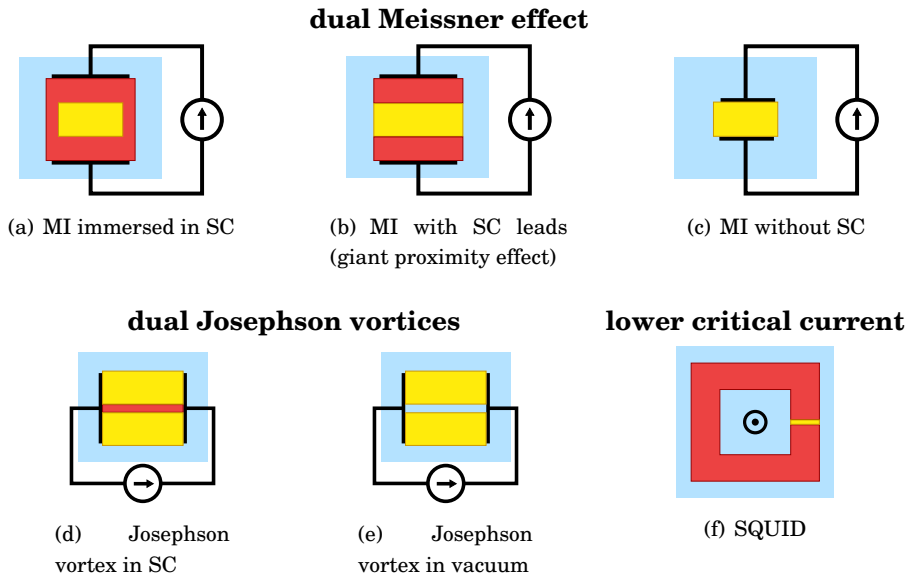 dual Meissner effect
(a) MI immersed in SC
(b) MI with SC leads
(giant proximity effect)
(c) MI without SC
dual Josephson vortices
lower critical current
(d) Josephson
vortex in SC
(e) Josephson
vortex in vacuum
(f) SQUID